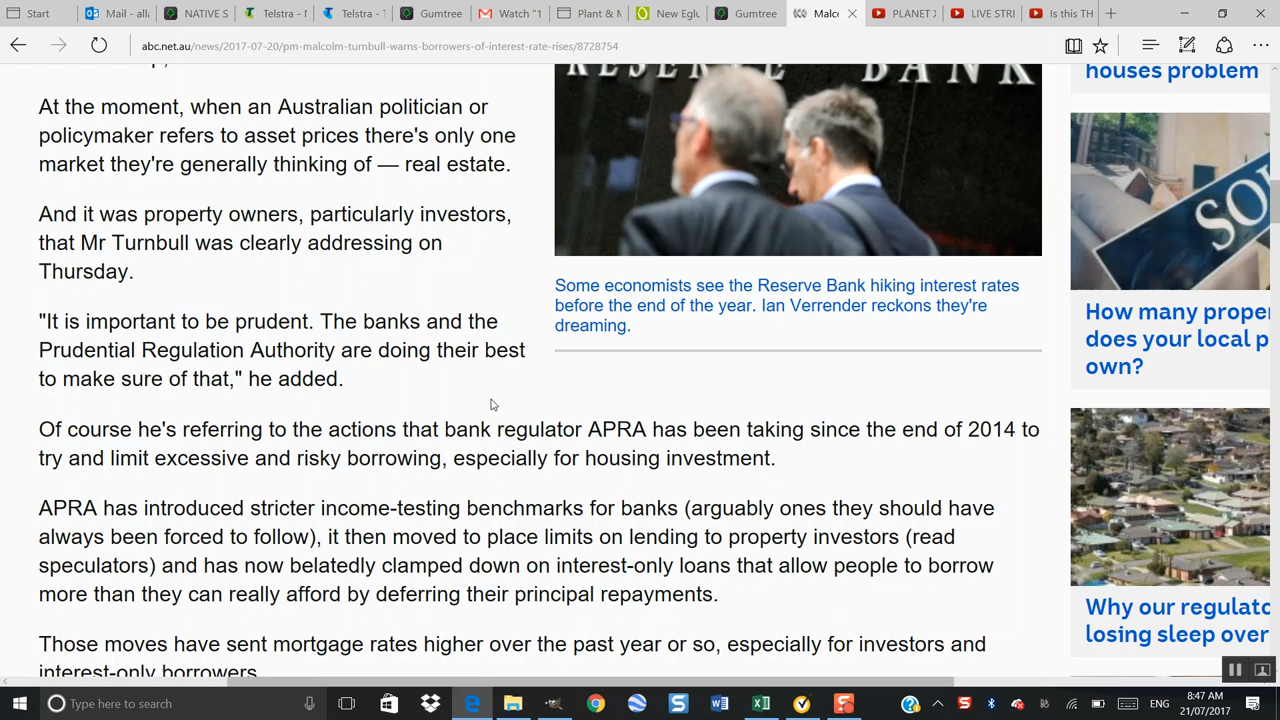 Start
Mail - alla
NATIVE S
Telstra - M
Telstra - T
Gumtree
Watch "1
Plant & M
New Eglu
Gumtree
Malco
PLANET X
LIVE STRE
Is this TH
abc.net.au/news/2017-07-20/pm-malcolm-turnbull-warns-borrowers-of-interest-rate-rises/8728754
RESERVE BANK
houses problem
At the moment, when an Australian politician or
policymaker refers to asset prices there's only one
market they're generally thinking of — real estate.
And it was property owners, particularly investors,
that Mr Turnbull was clearly addressing on
Thursday.
"It is important to be prudent. The banks and the
Prudential Regulation Authority are doing their best
to make sure of that," he added.
Some economists see the Reserve Bank hiking interest rates
before the end of the year. Ian Verrender reckons they're
dreaming.
SO
How many proper
does your local p
own?
Of course he's referring to the actions that bank regulator APRA has been taking since the end of 2014 to
try and limit excessive and risky borrowing, especially for housing investment.
APRA has introduced stricter income-testing benchmarks for banks (arguably ones they should have
always been forced to follow), it then moved to place limits on lending to property investors (read
speculators) and has now belatedly clamped down on interest-only loans that allow people to borrow
more than they can really afford by deferring their principal repayments.
Those moves have sent mortgage rates higher over the past year or so, especially for investors and
interest-only borrowers.
Why our regulato
losing sleep over
Type here to search
ENG
8:47 AM
21/07/2017